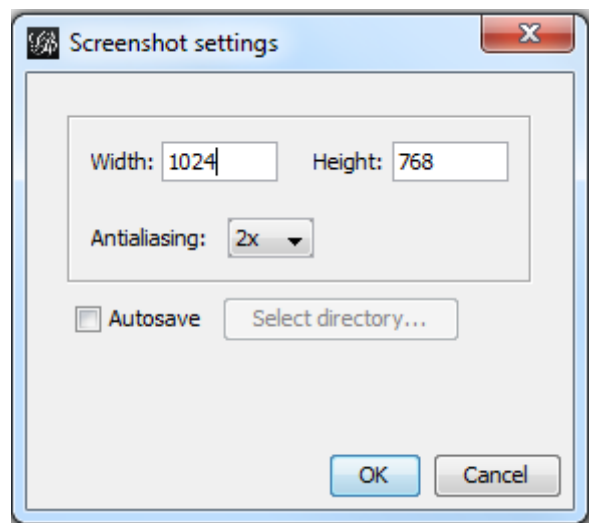 Screenshot settings
Width: 1024 Height: 768
Antialiasing: 2x
Autosave Select directory...
OK Cancel